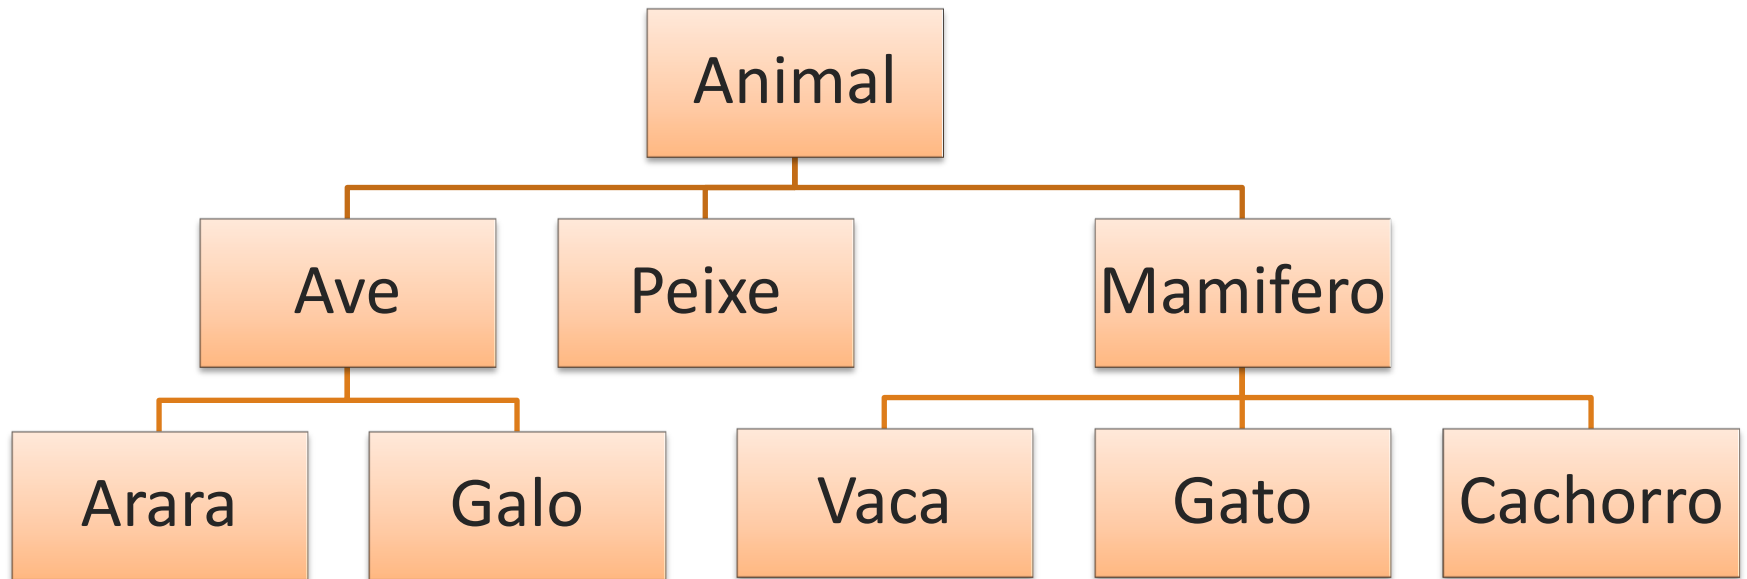 Animal
Ave
Peixe
Mamifero
Arara
Galo
Vaca
Gato
Cachorro